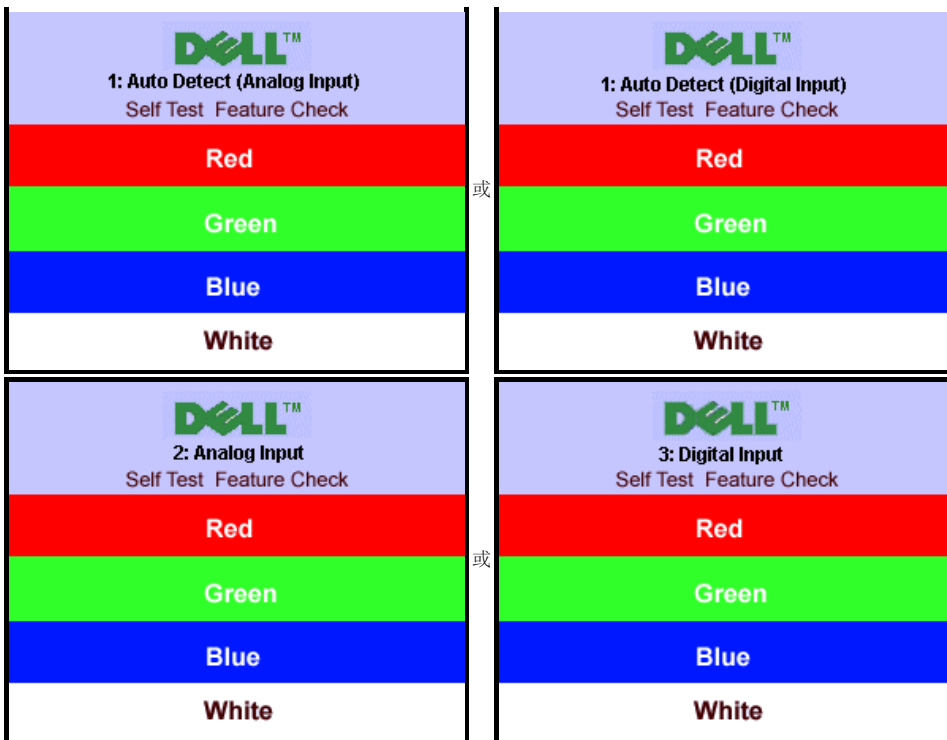 DELL™
1: Auto Detect (Analog Input)
Self Test Feature Check
Red
Green
Blue
White
或
DELL™
1: Auto Detect (Digital Input)
Self Test Feature Check
Red
Green
Blue
White
DELL™
2: Analog Input
Self Test Feature Check
Red
Green
Blue
White
或
DELL™
3: Digital Input
Self Test Feature Check
Red
Green
Blue
White